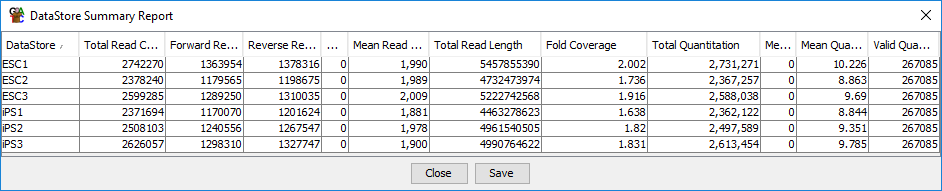 DataStore Summary Report
DataStore Total Read C... Forward Re... Reverse Re... ... Mean Read ... Total Read Length Fold Coverage Total Quantitation Me... Mean Qua... Valid Qua...
ESC1 2742270 1363954 1378316 0 1,990 5457855390 2.002 2,731,271 0 10.226 267085
ESC2 2378240 1179565 1198675 0 1,989 4732473974 1.736 2,367,257 0 8.863 267085
ESC3 2599285 1289250 1310035 0 2,009 5222742568 1.916 2,588,038 0 9.69 267085
iPS1 2371694 1170070 1201624 0 1,881 4463278623 1.638 2,362,122 0 8.844 267085
iPS2 2508103 1240556 1267547 0 1,978 4961540505 1.82 2,497,589 0 9.351 267085
iPS3 2626057 1298310 1327747 0 1,900 4990764622 1.831 2,613,454 0 9.785 267085
Close Save